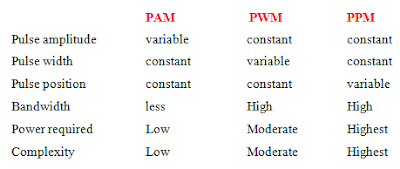 PAM PWM PPM
Pulse amplitude variable constant constant
Pulse width constant variable constant
Pulse position constant constant variable
Bandwidth less High High
Power required Low Moderate Highest
Complexity Low Moderate Highest